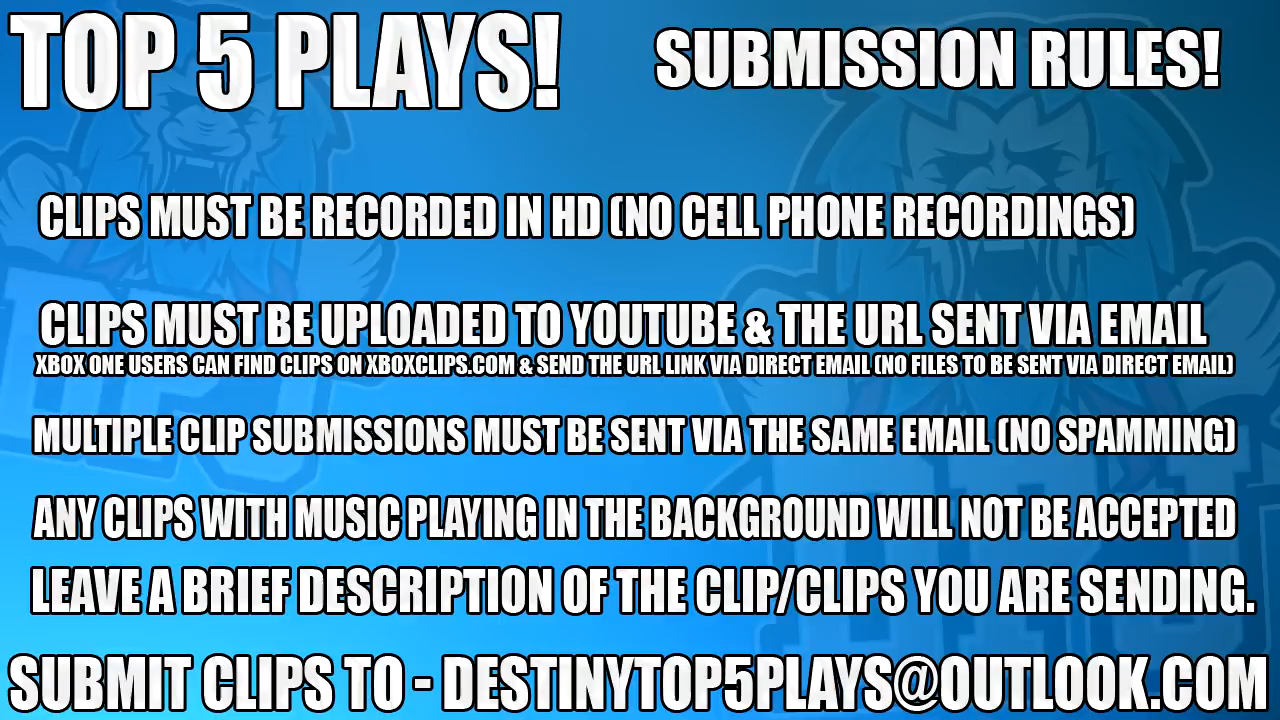 TOP 5 PLAYS!
SUBMISSION RULES!
CLIPS MUST BE RECORDED IN HD (NO CELL PHONE RECORDINGS)
CLIPS MUST BE UPLOADED TO YOUTUBE & THE URL SENT VIA EMAIL
XBOX ONE USERS CAN FIND CLIPS ON XBOXCLIPS.COM & SEND THE URL LINK VIA DIRECT EMAIL (NO FILES TO BE SENT VIA DIRECT EMAIL)
MULTIPLE CLIP SUBMISSIONS MUST BE SENT VIA THE SAME EMAIL (NO SPAMMING)
ANY CLIPS WITH MUSIC PLAYING IN THE BACKGROUND WILL NOT BE ACCEPTED
LEAVE A BRIEF DESCRIPTION OF THE CLIP/CLIPS YOU ARE SENDING.
SUBMIT CLIPS TO - DESTINYTOP5PLAYS@OUTLOOK.COM